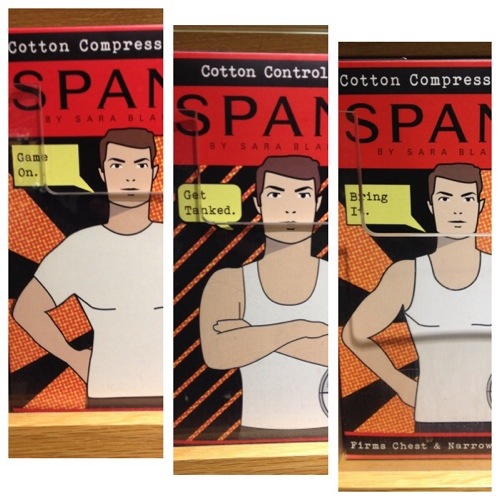 Cotton Compress
SPAN
BY SARA BLA
Game
On.
Cotton Control
SPAN
BY SARA BLA
Get
Tanked.
Cotton Compress
SPAN
BY SARA BLA
Bring
It.
Firms Chest & Narrow